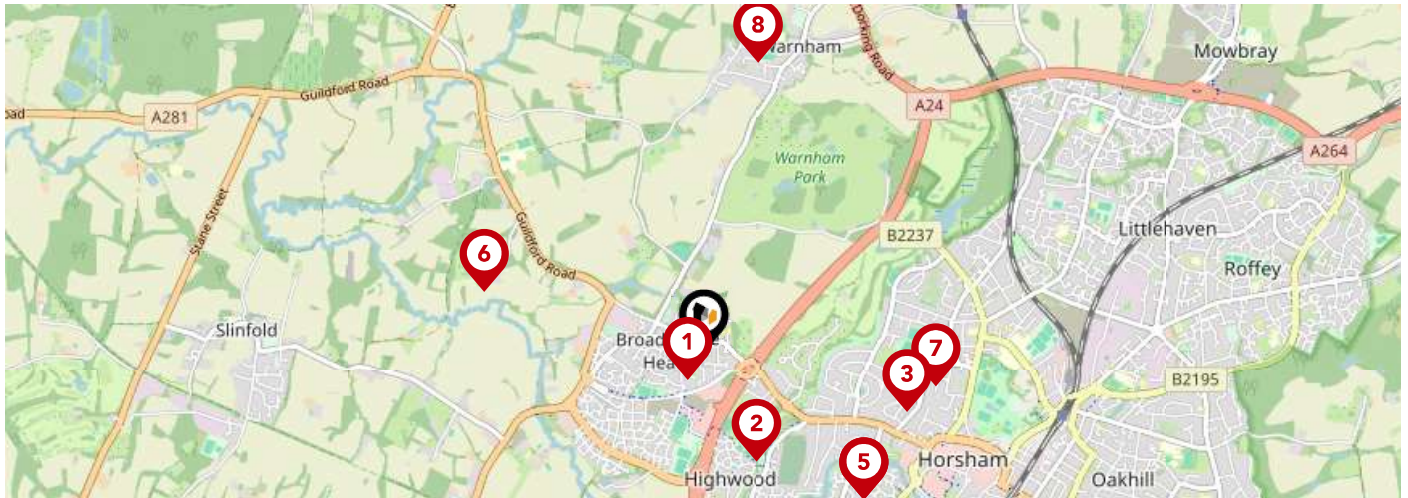 8
Warnham
Dorking Road
Mowbray
Guildford Road
A281
A24
A264
Warnham
Park
Stane Street
Guildford Road
B2237
Littlehaven
Roffey
6
Slinfold
1
7
3
B2195
2
5
Highwood
Horsham
Oakhill